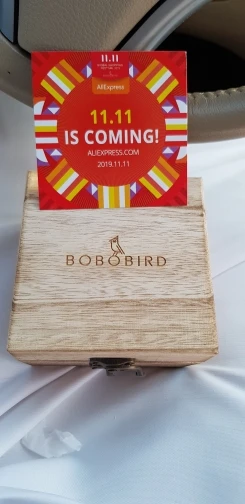 11.11
AliExpress
11.11
IS COMING!
ALIEXPRESS.COM
2019.11.11
BOBOBIRD